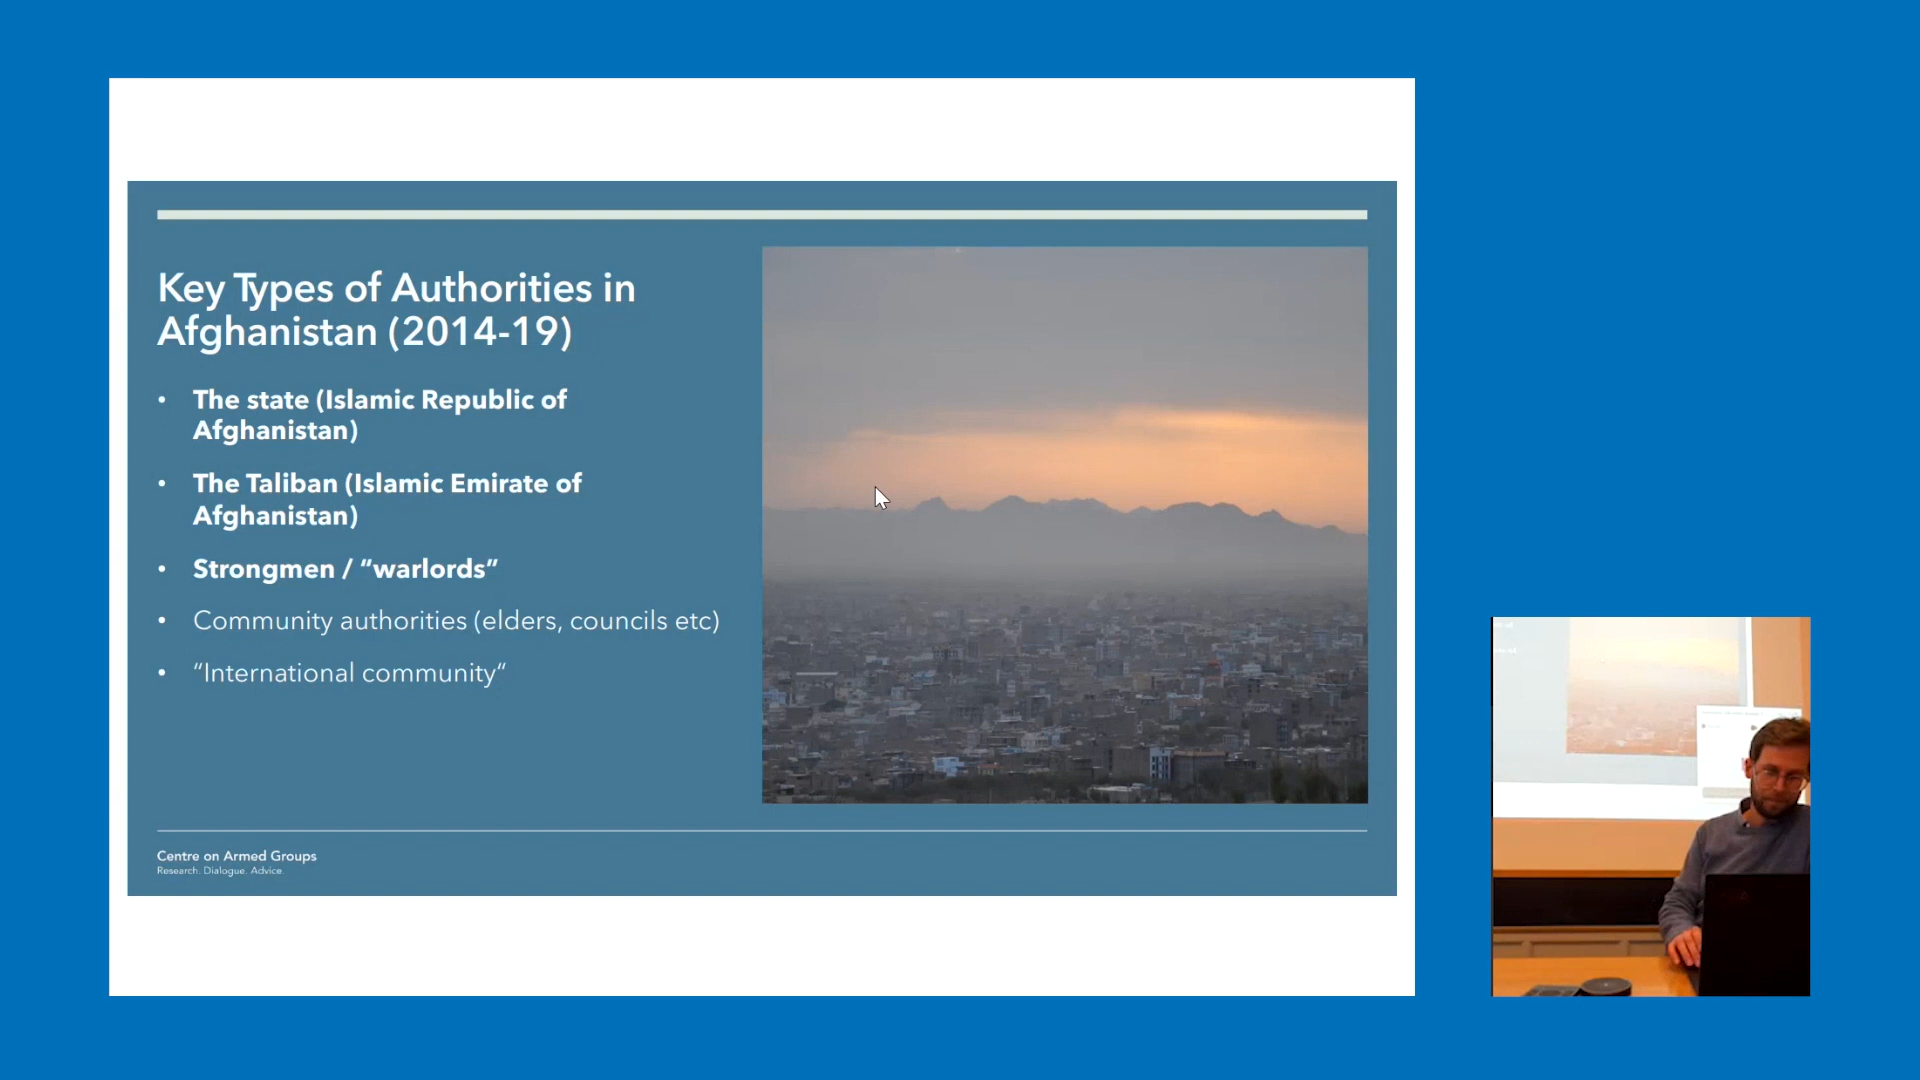 Key Types of Authorities in
Afghanistan (2014-19)
• The state (Islamic Republic of
Afghanistan)
• The Taliban (Islamic Emirate of
Afghanistan)
• Strongmen / “warlords”
• Community authorities (elders, councils etc)
• “International community“
Centre on Armed Groups
Research. Dialogue. Advice.